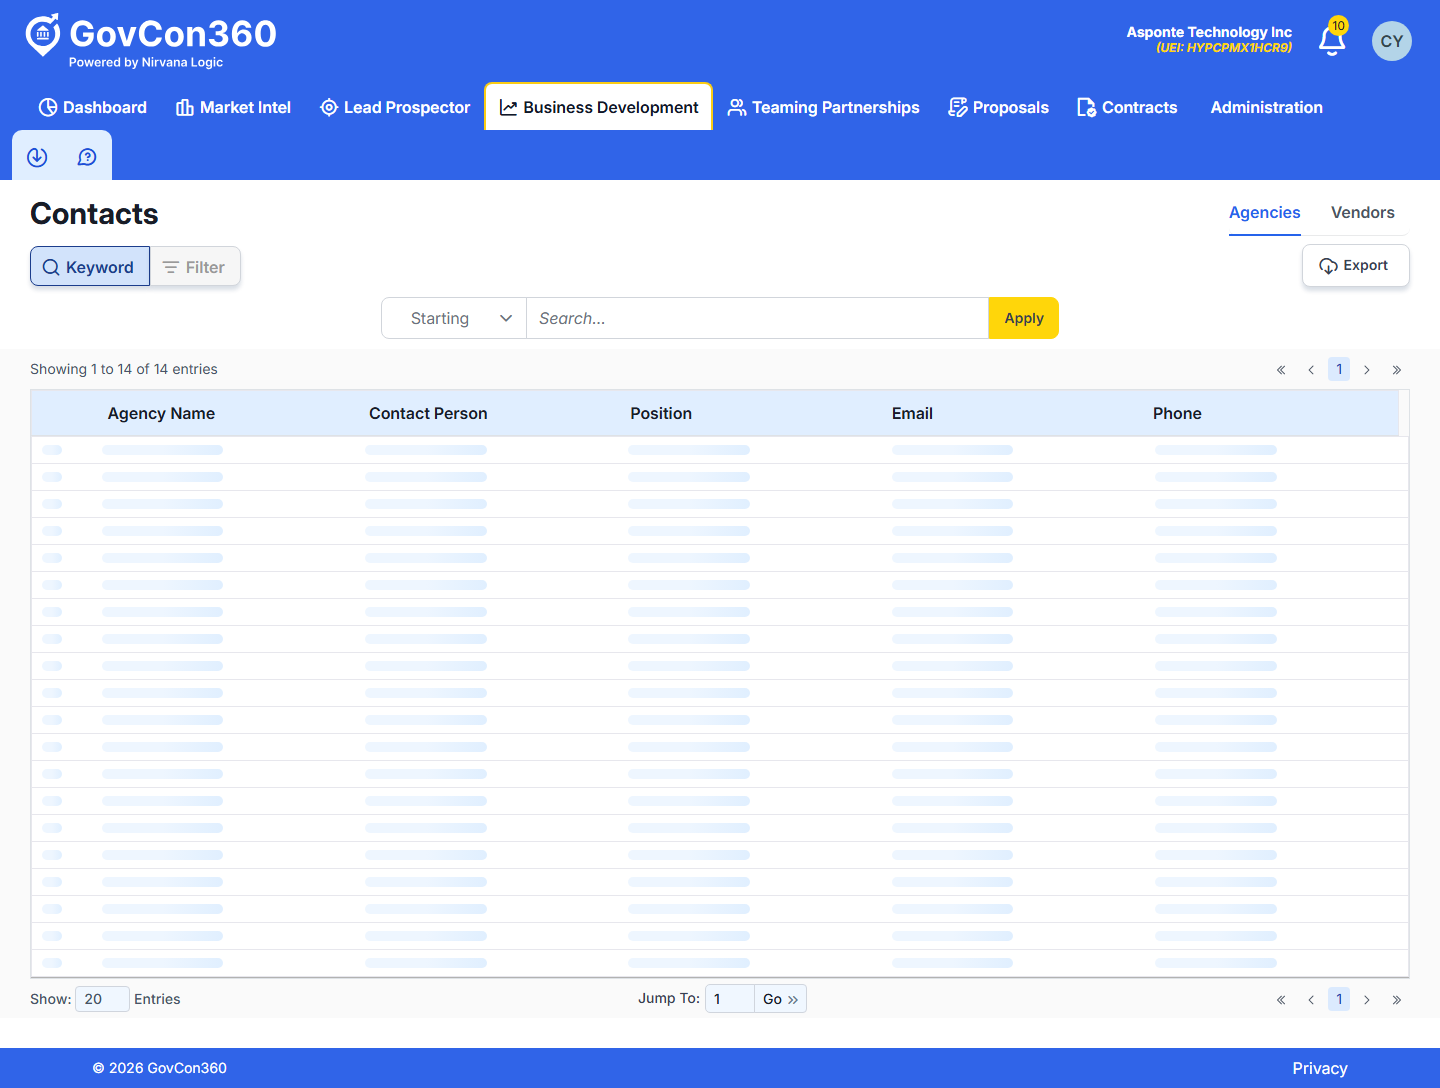 GovCon360
Powered by Nirvana Logic
Asponte Technology Inc
(UEI: HYPCPMX1HCR9)
10
CY
Dashboard
Market Intel
Lead Prospector
Business Development
Teaming Partnerships
Proposals
Contracts
Administration
Contacts
Agencies
Vendors
Keyword
Filter
Export
Starting
Search...
Apply
Showing 1 to 14 of 14 entries
« ‹ 1 › »
Agency Name
Contact Person
Position
Email
Phone
Show: 20 Entries
Jump To: 1 Go »
« ‹ 1 › »
© 2026 GovCon360
Privacy